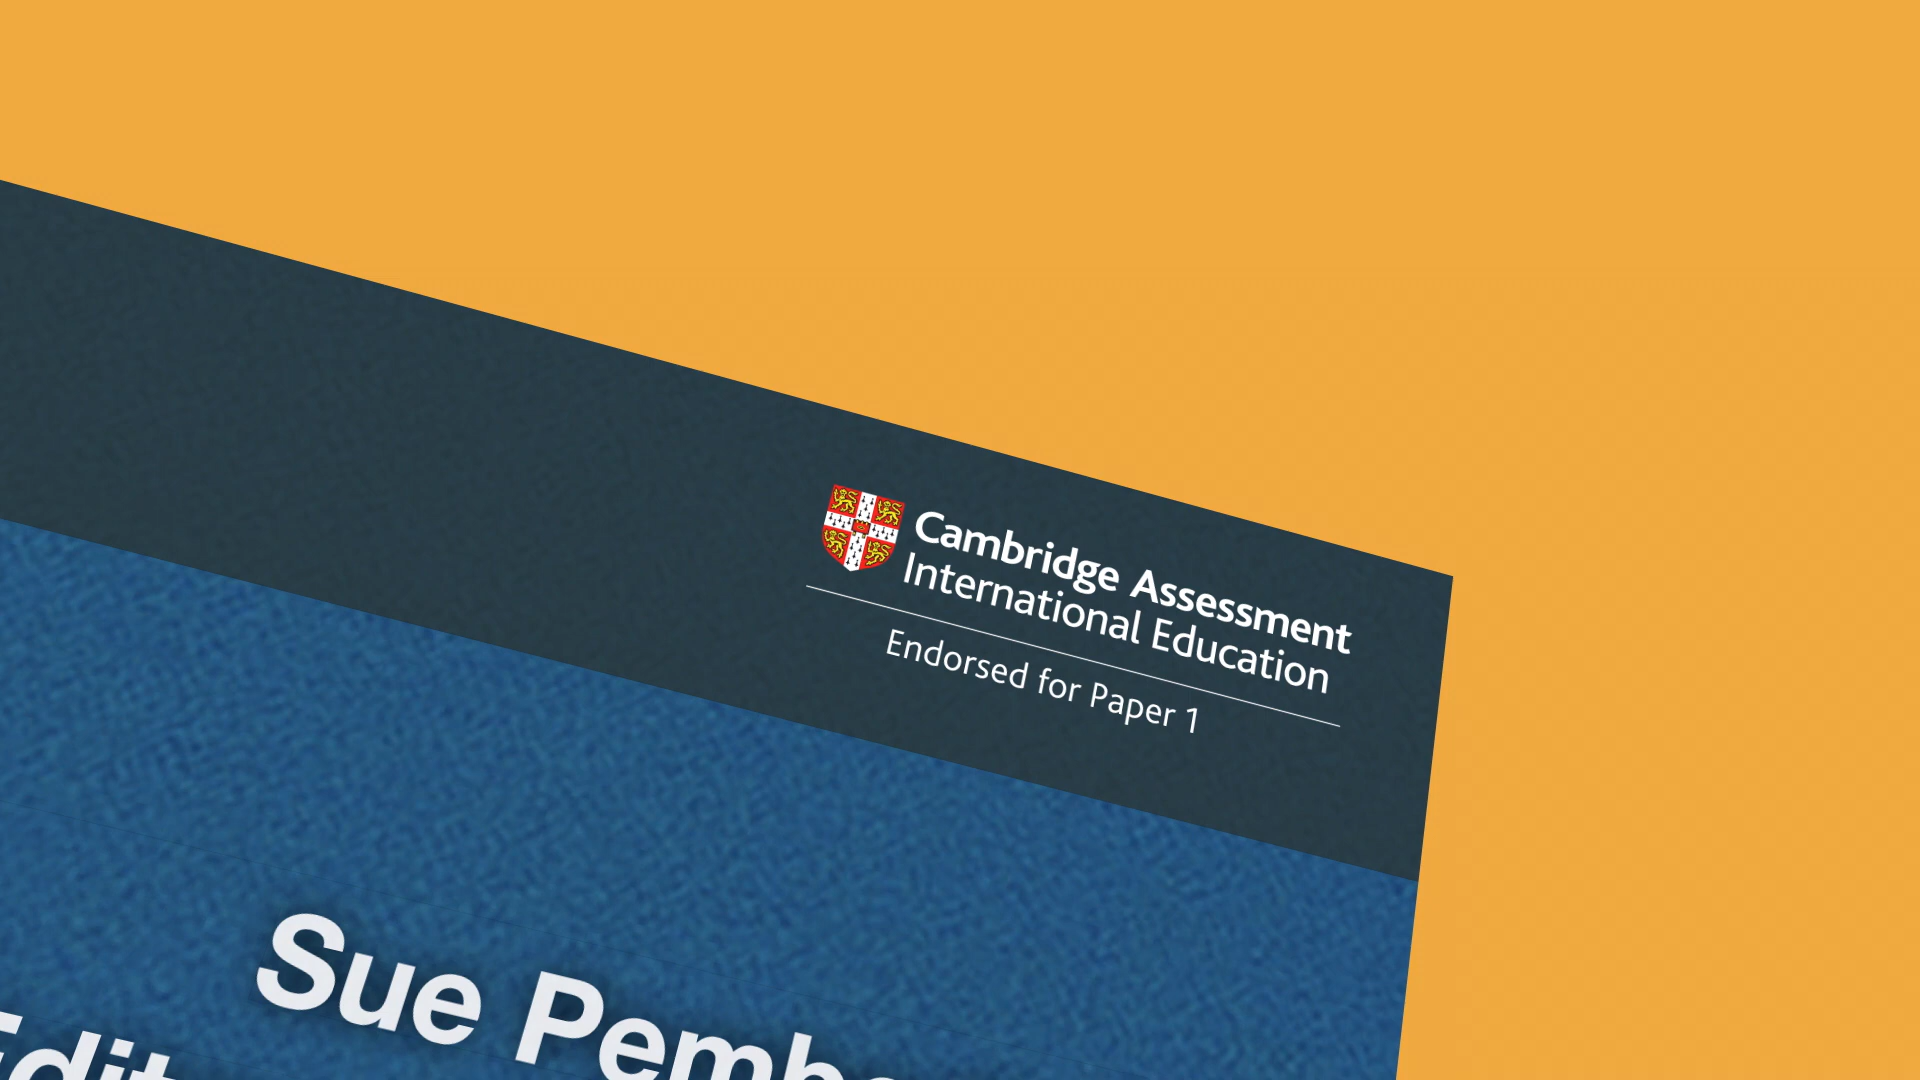 Cambridge Assessment
International Education
Endorsed for Paper 1
Sue